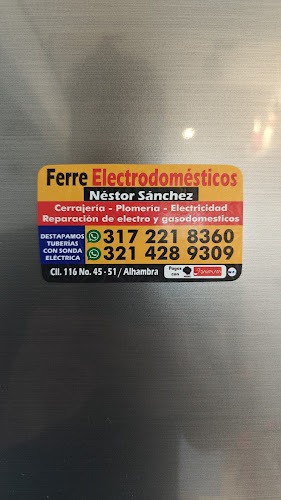 Ferre Electrodomésticos
Néstor Sánchez
Cerrajería - Plomería - Electricidad
Reparación de electro y gasodomesticos
DESTAPAMOS
TUBERÍAS
CON SONDA
ELÉCTRICA
317 221 8360
321 428 9309
Cll. 116 No. 45 - 51 / Alhambra
Pagos
con